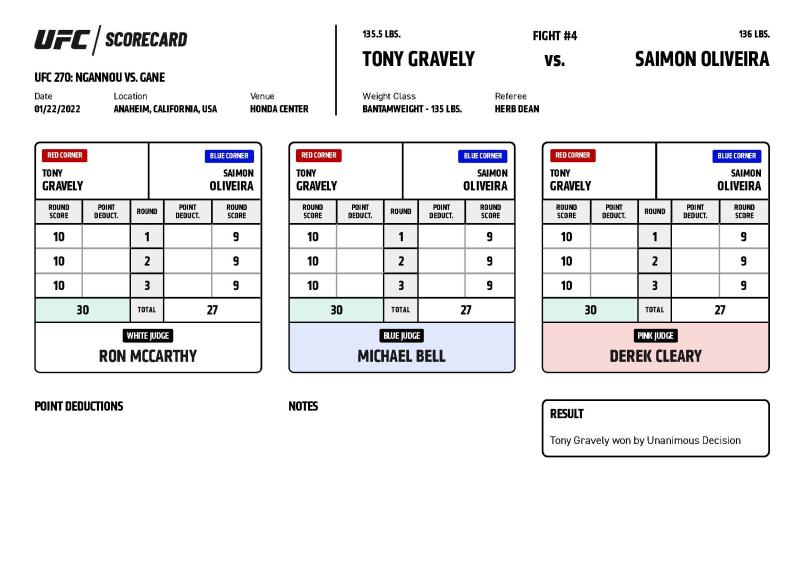 UFC SCORECARD
UFC 270: NGANNOU VS. GANE
Date Location Venue
01/22/2022 ANAHEIM, CALIFORNIA, USA HONDA CENTER
135.5 LBS. FIGHT #4 136 LBS.
TONY GRAVELY VS. SAIMON OLIVEIRA
Weight Class Referee
BANTAMWEIGHT - 135 LBS. HERB DEAN
RED CORNER BLUE CORNER
TONY SAIMON
GRAVELY OLIVEIRA
ROUND POINT ROUND POINT ROUND
SCORE DEDUCT. DEDUCT. SCORE
10 1 9
10 2 9
10 3 9
30 TOTAL 27
WHITE JUDGE
RON MCCARTHY
RED CORNER BLUE CORNER
TONY SAIMON
GRAVELY OLIVEIRA
ROUND POINT ROUND POINT ROUND
SCORE DEDUCT. DEDUCT. SCORE
10 1 9
10 2 9
10 3 9
30 TOTAL 27
BLUE JUDGE
MICHAEL BELL
RED CORNER BLUE CORNER
TONY SAIMON
GRAVELY OLIVEIRA
ROUND POINT ROUND POINT ROUND
SCORE DEDUCT. DEDUCT. SCORE
10 1 9
10 2 9
10 3 9
30 TOTAL 27
PINK JUDGE
DEREK CLEARY
POINT DEDUCTIONS
NOTES
RESULT
Tony Gravely won by Unanimous Decision